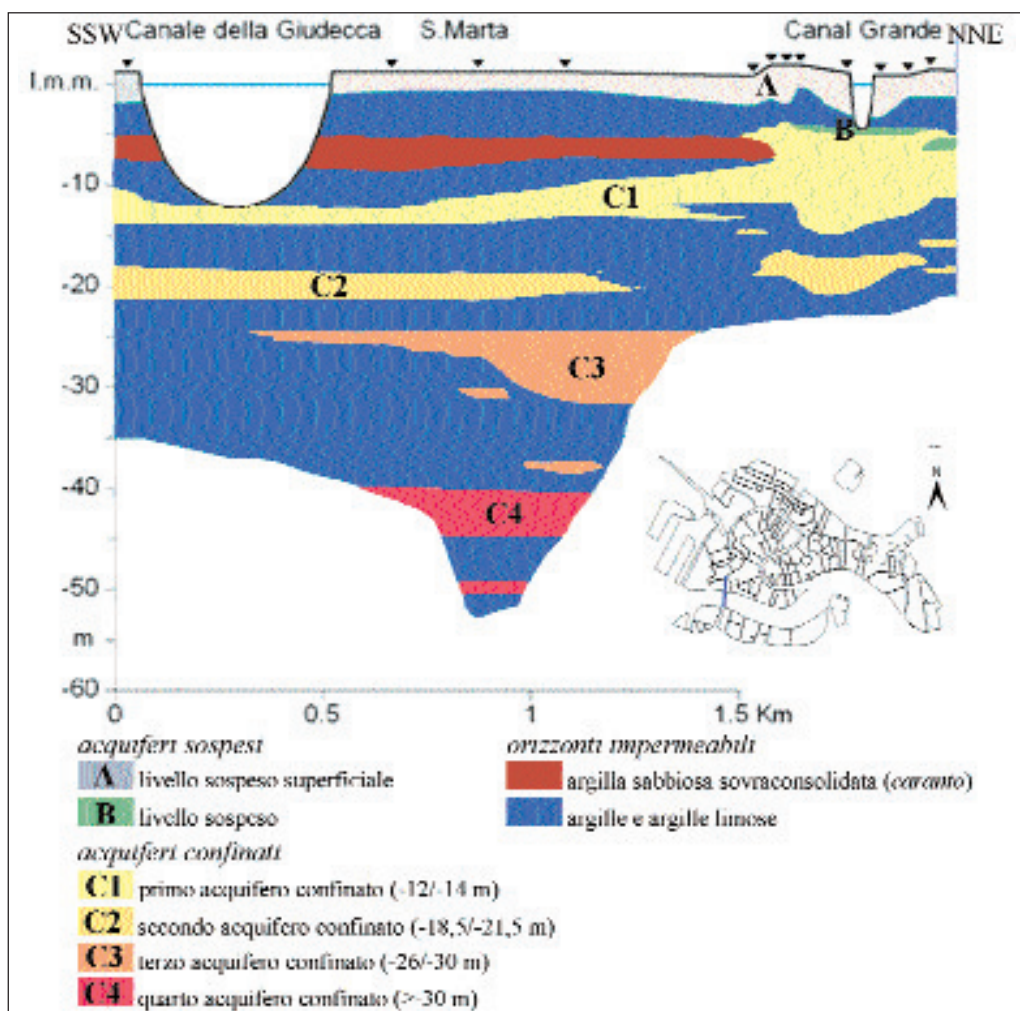 SSW Canale della Giudecca S.Marta Canal Grande NNE
l.m.m.
A
B
-10
C1
-20
C2
C3
-30
-40
C4
N
-50
m
-60
0 0.5 1 1.5 Km
acquiferi sospesi
A livello sospeso superficiale
B livello sospeso
acquiferi confinati
C1 primo acquifero confinato (-12/-14 m)
C2 secondo acquifero confinato (-18,5/-21,5 m)
C3 terzo acquifero confinato (-26/-30 m)
C4 quarto acquifero confinato (>-30 m)
orizzonti impermeabili
argilla sabbiosa sovraconsolidata (caranto)
argille e argille limose